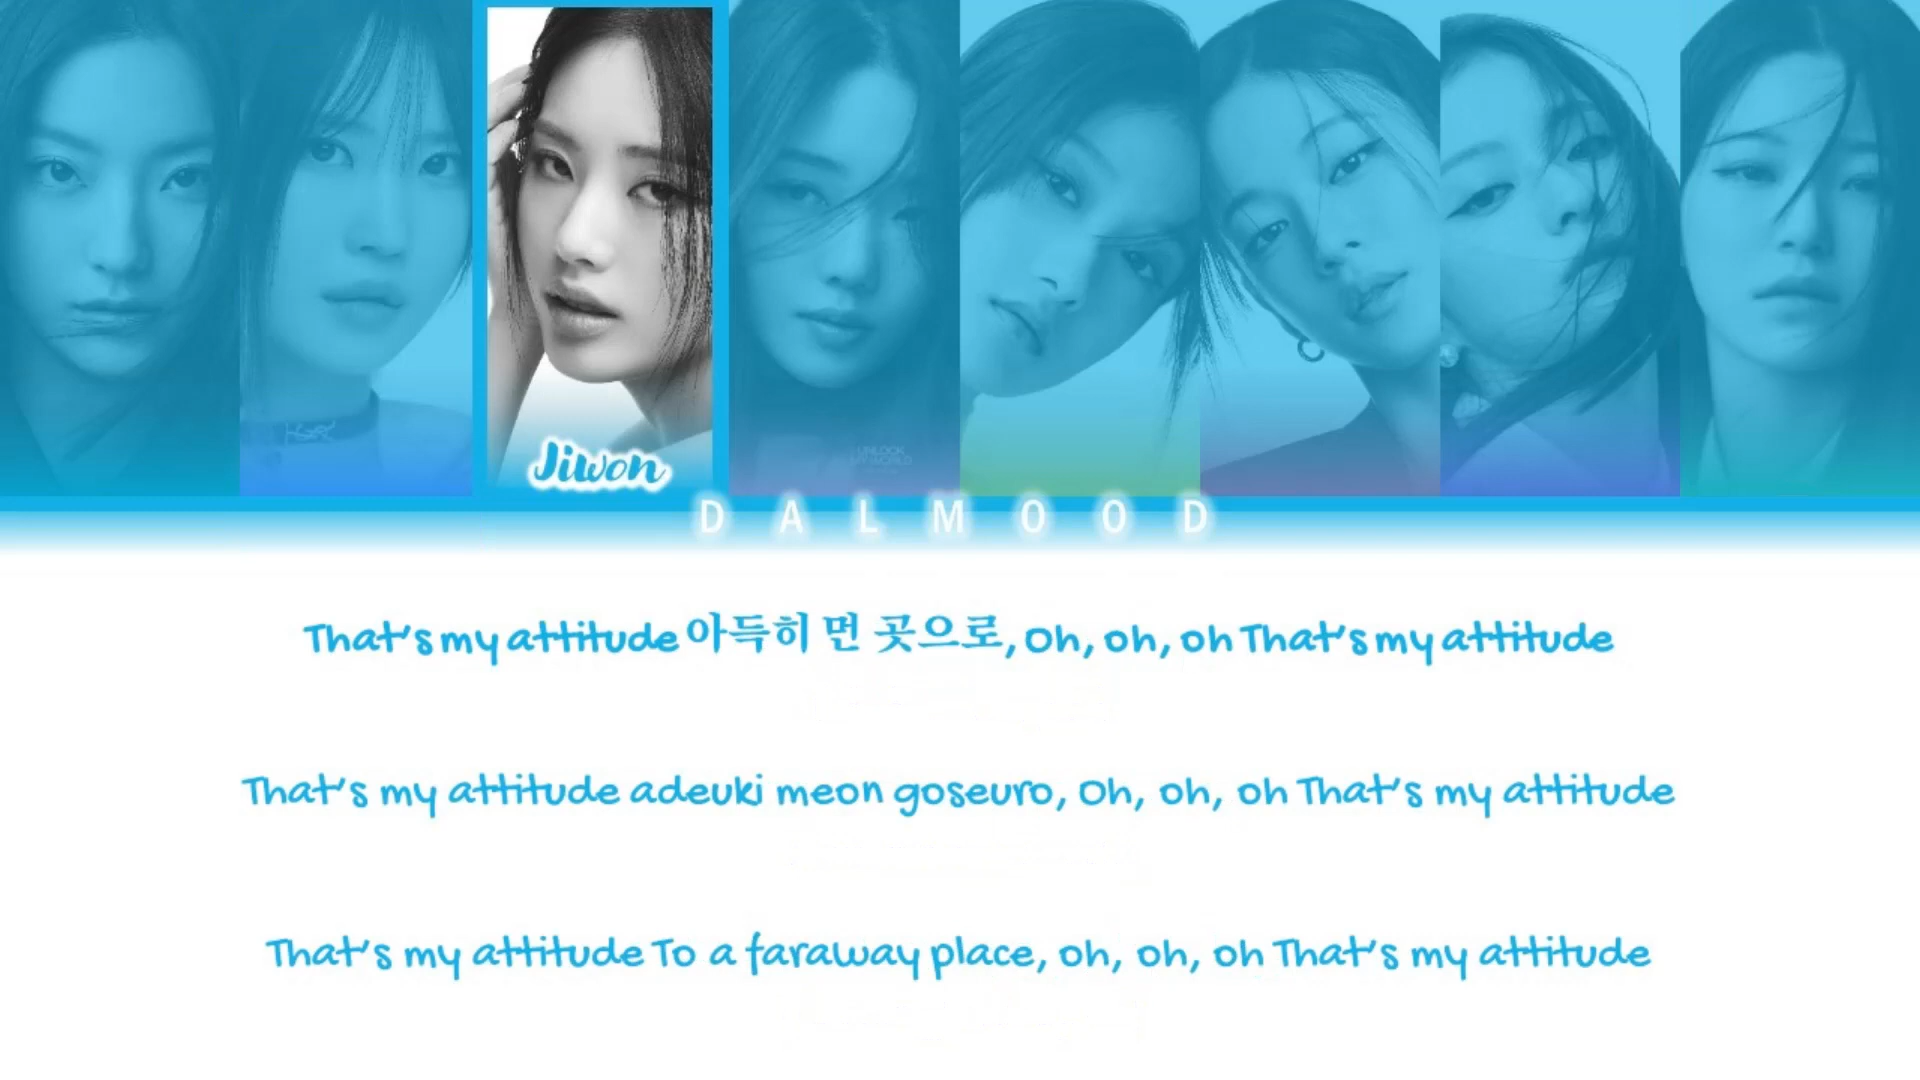 Jiwon
DALMOOD
That's my attitude 아득히 먼 곳으로, Oh, oh, oh That's my attitude
That's my attitude adeuki meon goseuro, Oh, oh, oh That's my attitude
That's my attitude To a faraway place, oh, oh, oh That's my attitude